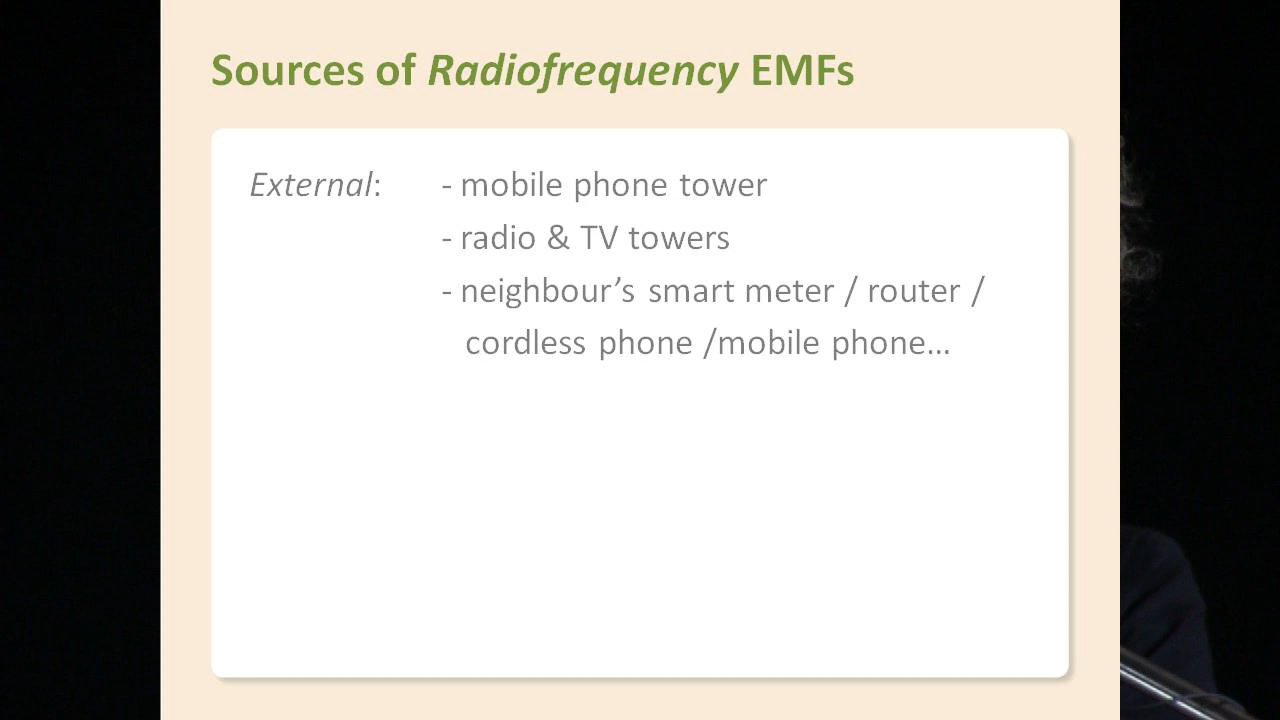 Sources of Radiofrequency EMFs
External: - mobile phone tower
- radio & TV towers
- neighbour’s smart meter / router /
cordless phone /mobile phone…